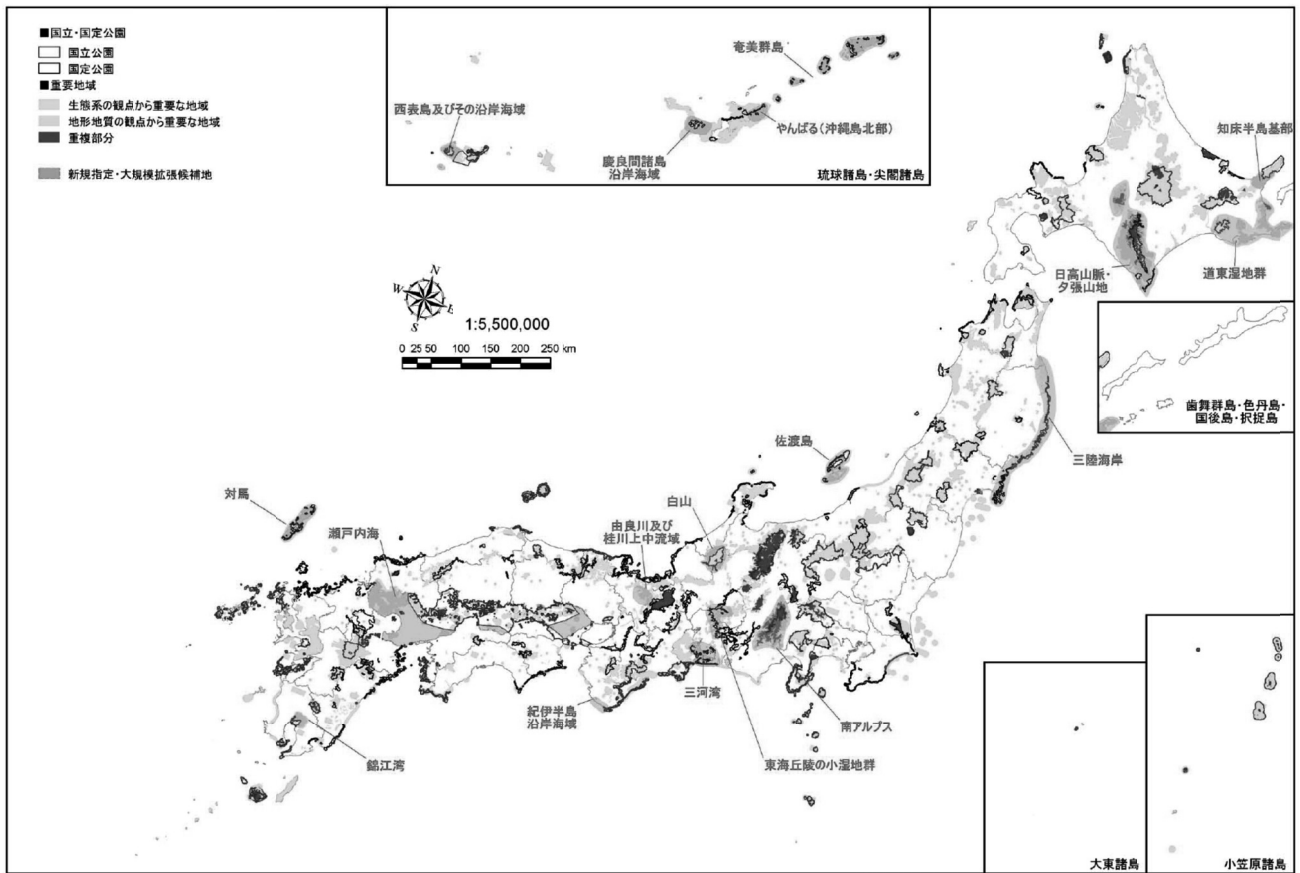 ■国立・国定公園
国立公園
国定公園
■重要地域
生態系の観点から重要な地域
地形地質の観点から重要な地域
重複部分
新規指定・大規模拡張候補地
奄美群島
西表島及びその沿岸海域
やんばる(沖縄島北部)
慶良間諸島
沿岸海域
琉球諸島・尖閣諸島
知床半島基部
日高山脈・
夕張山地
道東湿地群
N
W
E
S
1:5,500,000
0 25 50 100 150 200 250 km
歯舞群島・色丹島・
国後島・択捉島
三陸海岸
佐渡島
白山
対馬
瀬戸内海
由良川及び
桂川上中流域
三河湾
紀伊半島
沿岸海域
南アルプス
東海丘陵の小湿地群
錦江湾
大東諸島
小笠原諸島